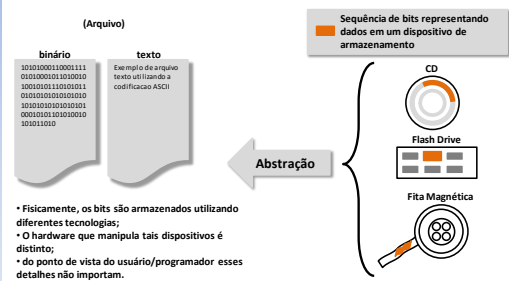 (Arquivo)
binário
10101000110001111
01010001011010010
10010101110101011
01010101010101010
10101010101010101
00010101101010010
101011010
texto
Exemplo de arquivo
texto utilizando a
codificacao ASCII
Abstração
Sequência de bits representando
dados em um dispositivo de
armazenamento
CD
Flash Drive
Fita Magnética
• Fisicamente, os bits são armazenados utilizando
diferentes tecnologias;
• O hardware que manipula tais dispositivos é
distinto;
• do ponto de vista do usuário/programador esses
detalhes não importam.